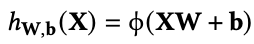 h_{W,b}(X) = ϕ(XW + b)